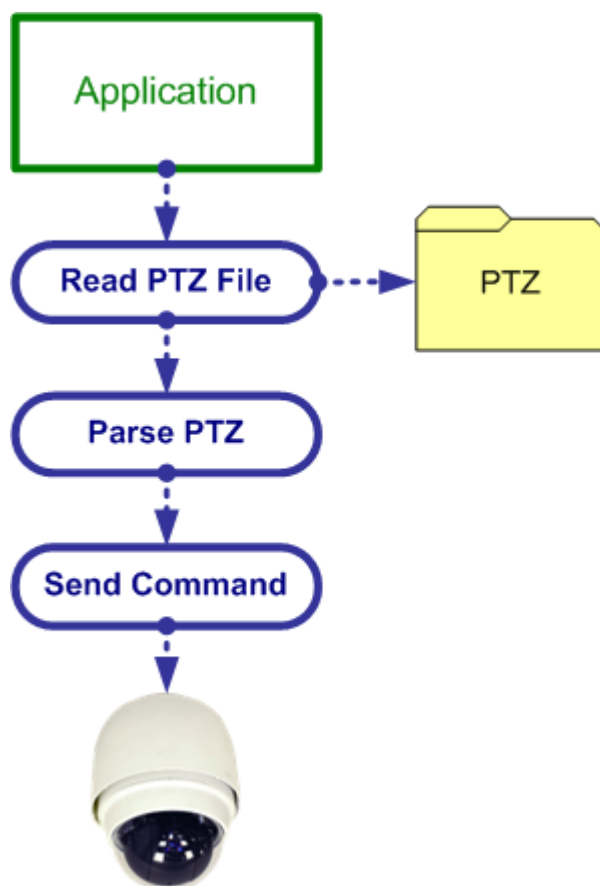 Application
Read PTZ File
PTZ
Parse PTZ
Send Command